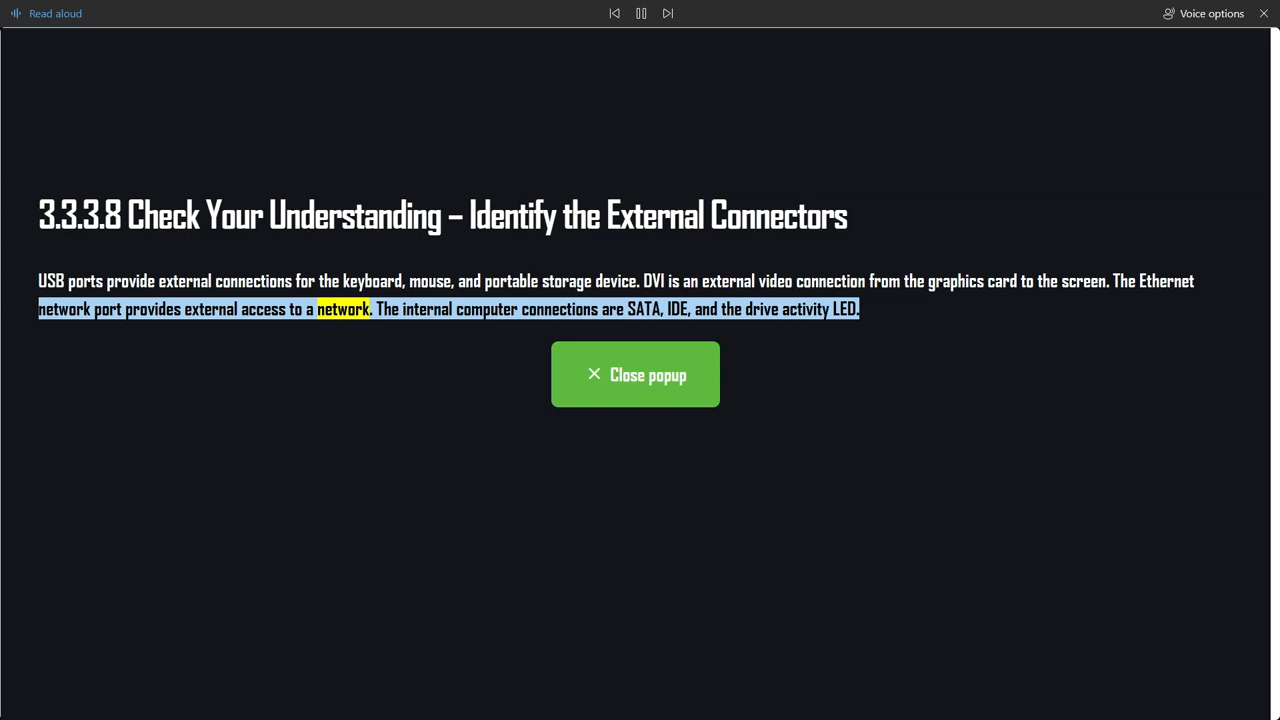 Read aloud
Voice options
3.3.3.8 Check Your Understanding – Identify the External Connectors
USB ports provide external connections for the keyboard, mouse, and portable storage device. DVI is an external video connection from the graphics card to the screen. The Ethernet
network port provides external access to a network. The internal computer connections are SATA, IDE, and the drive activity LED.
Close popup